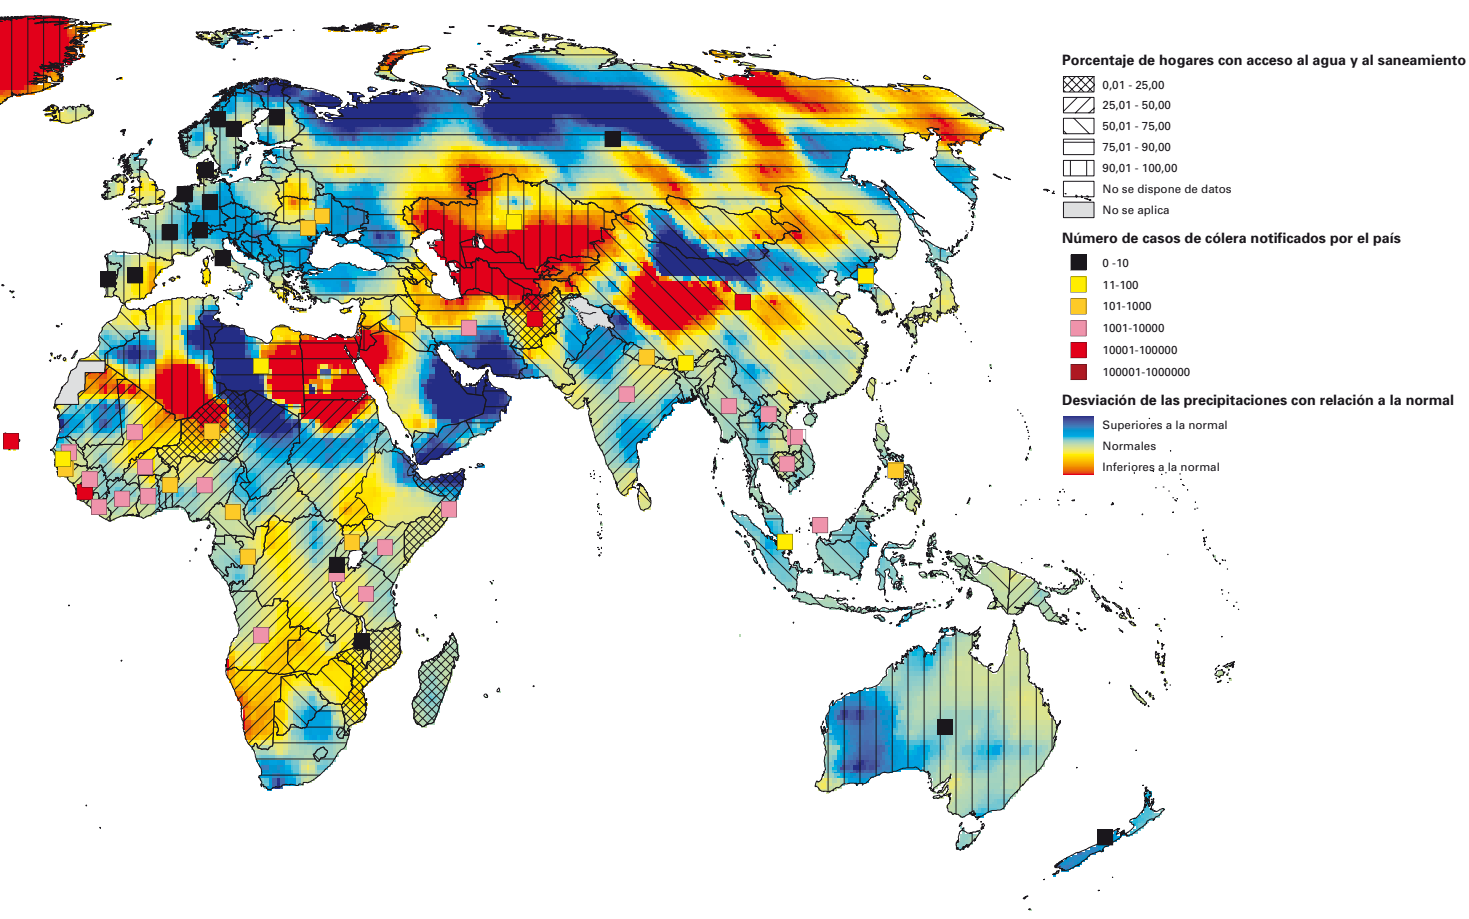 Porcentaje de hogares con acceso al agua y al saneamiento
0,01 - 25,00
25,01 - 50,00
50,01 - 75,00
75,01 - 90,00
90,01 - 100,00
No se dispone de datos
No se aplica
Número de casos de cólera notificados por el país
0 -10
11-100
101-1000
1001-10000
10001-100000
100001-1000000
Desviación de las precipitaciones con relación a la normal
Superiores a la normal
Normales
Inferiores a la normal